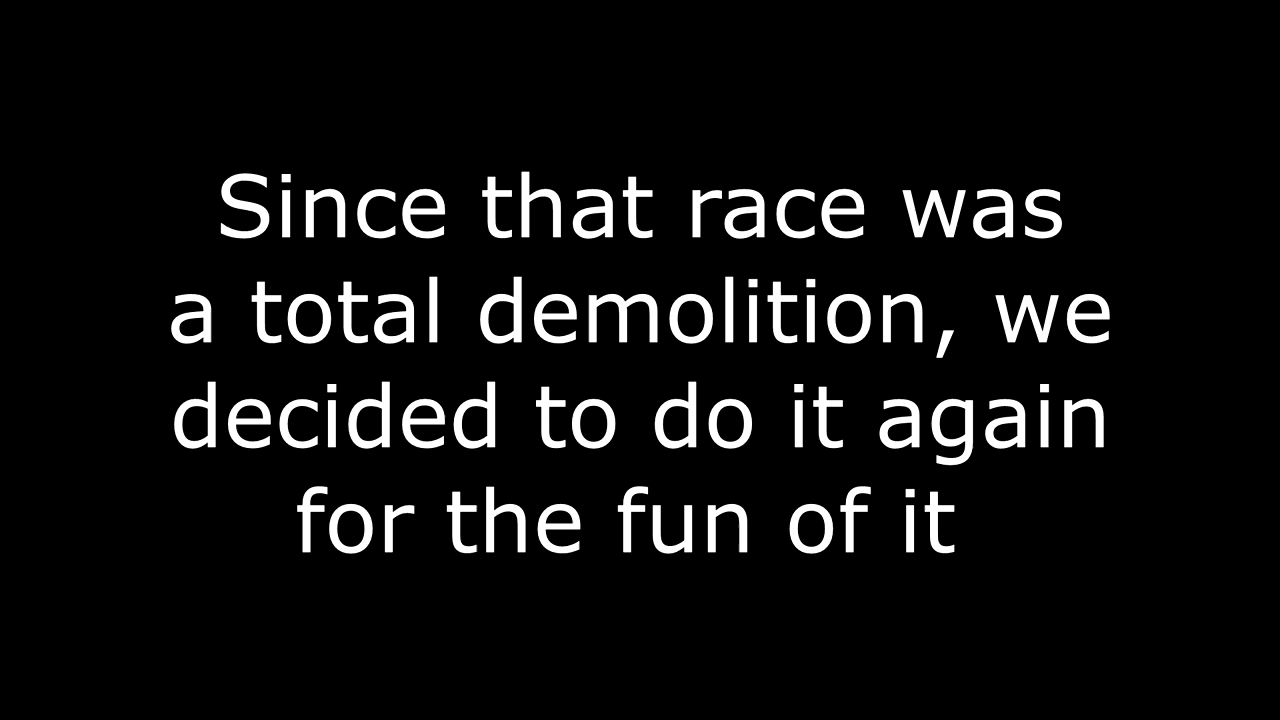 Since that race was
a total demolition, we
decided to do it again
for the fun of it